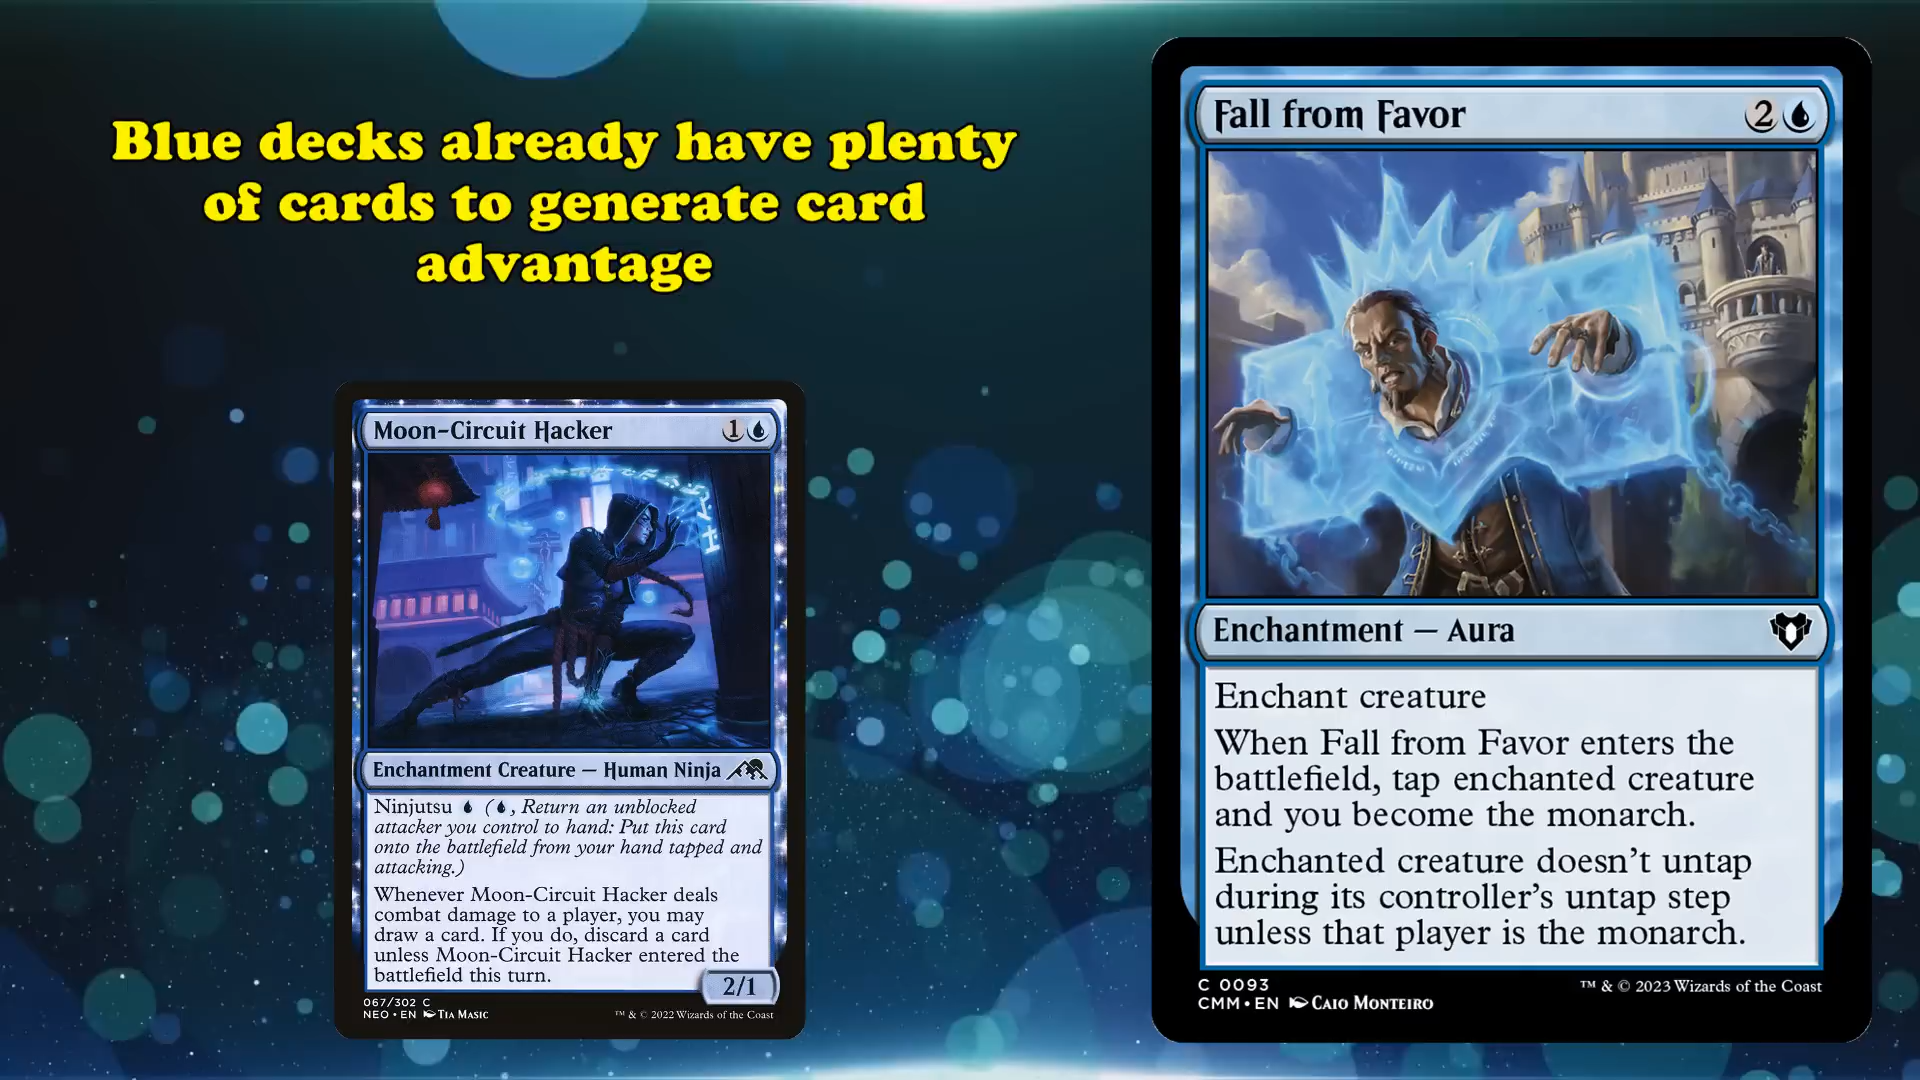 Blue decks already have plenty
of cards to generate card
advantage
Moon-Circuit Hacker 1
Enchantment Creature — Human Ninja
Ninjutsu ( , Return an unblocked
attacker you control to hand: Put this card
onto the battlefield from your hand tapped and
attacking.)
Whenever Moon-Circuit Hacker deals
combat damage to a player, you may
draw a card. If you do, discard a card
unless Moon-Circuit Hacker entered the
battlefield this turn.
2/1
067/302 C
NEO • EN Tia Masic
™ & © 2022 Wizards of the Coast
Fall from Favor 2
Enchantment — Aura
Enchant creature
When Fall from Favor enters the
battlefield, tap enchanted creature
and you become the monarch.
Enchanted creature doesn't untap
during its controller's untap step
unless that player is the monarch.
C 0093
CMM • EN Caio Monteiro
™ & © 2023 Wizards of the Coast